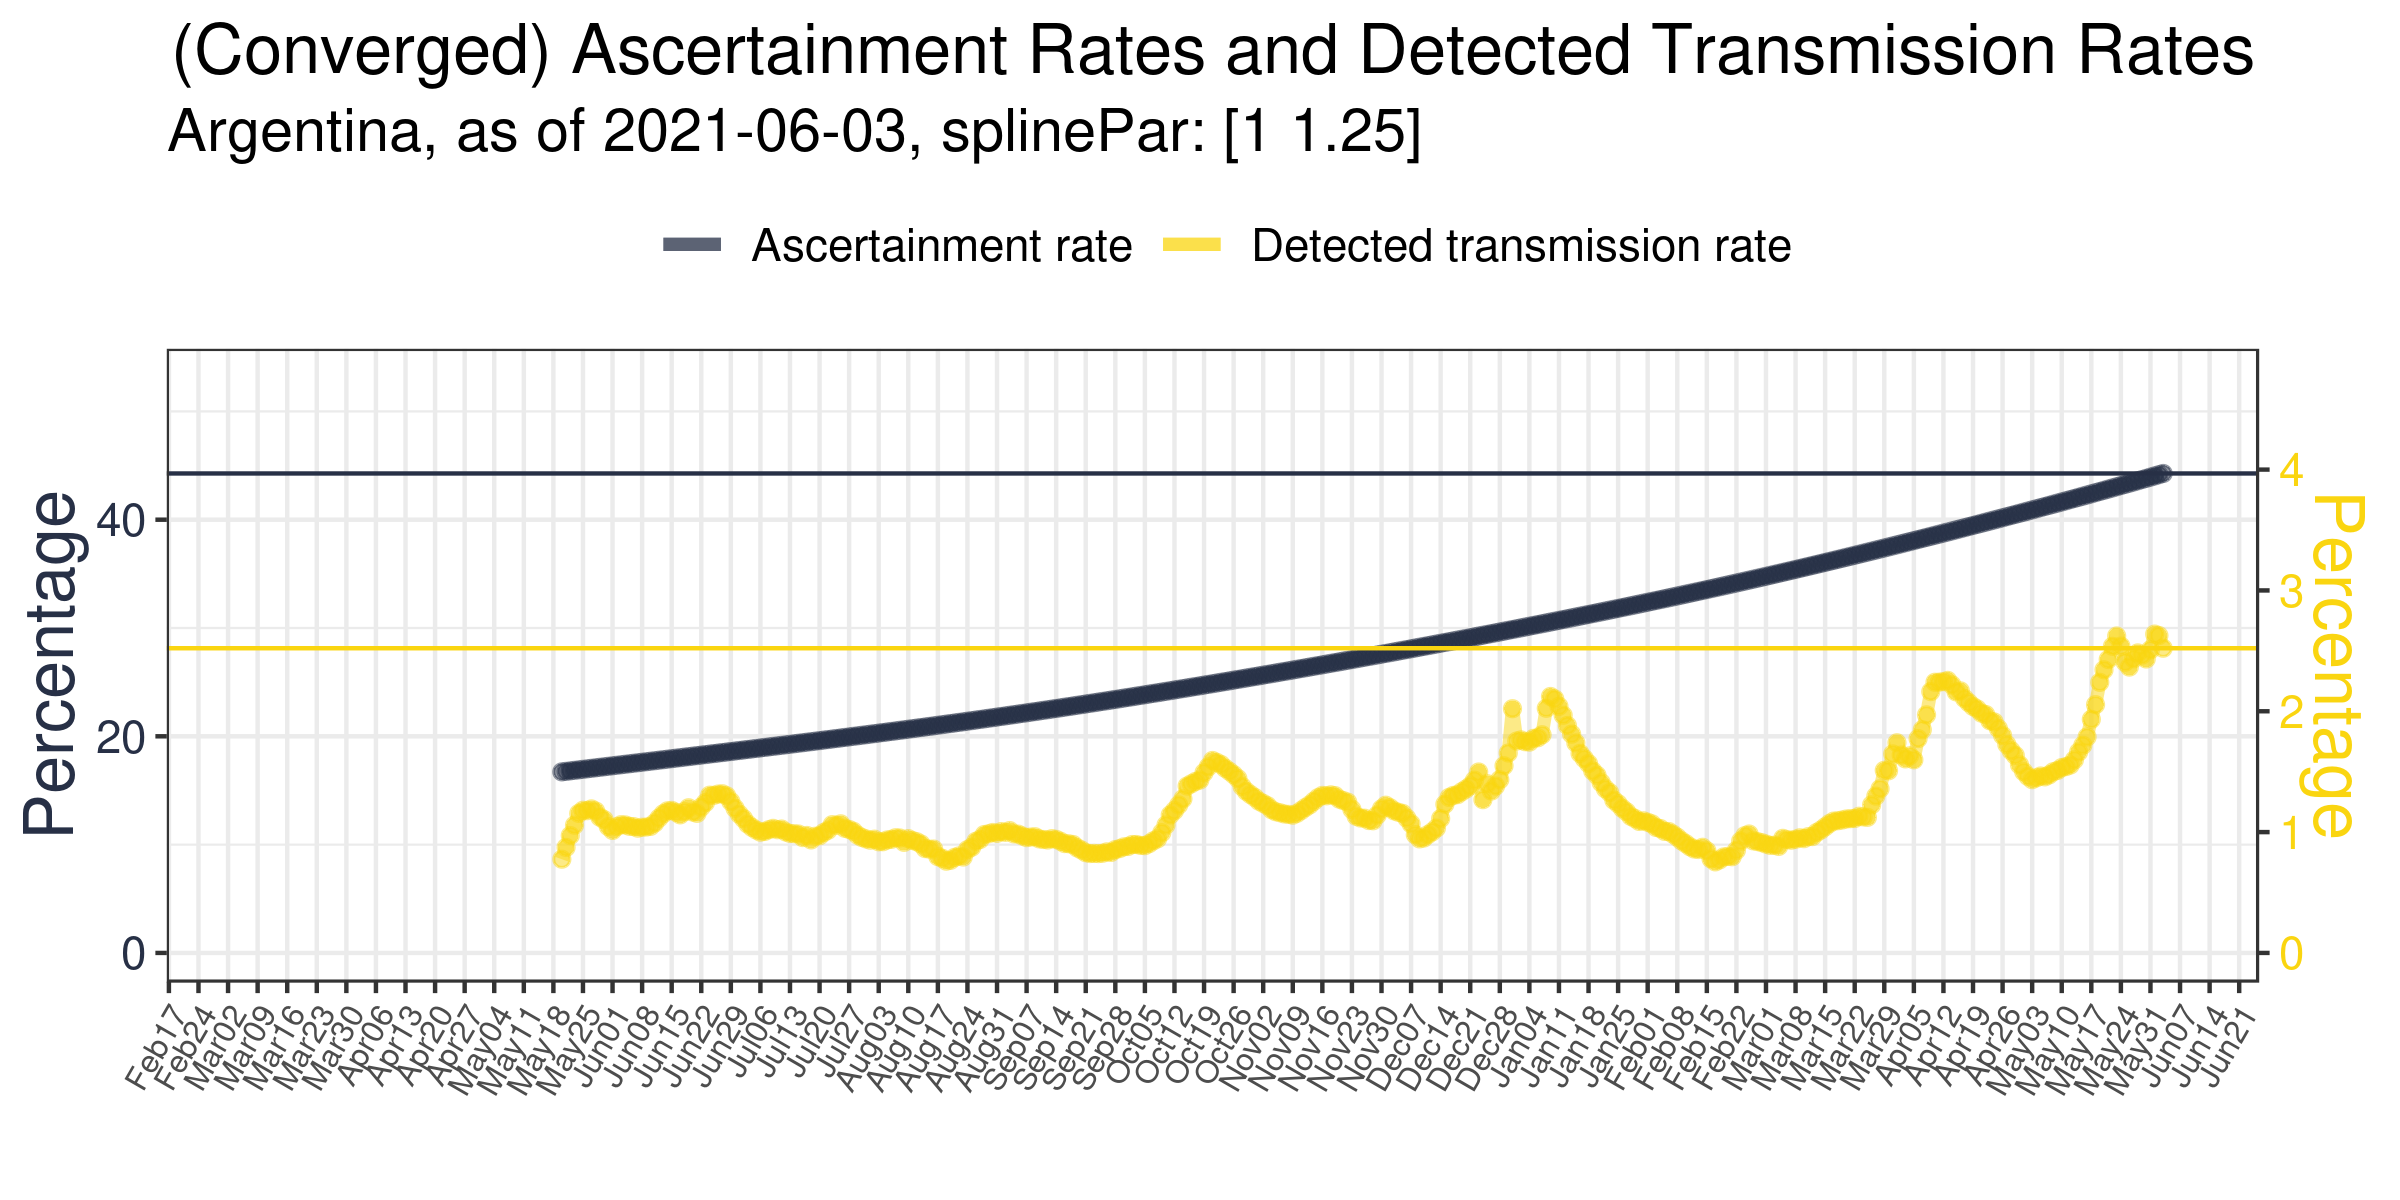 (Converged) Ascertainment Rates and Detected Transmission Rates
Argentina, as of 2021-06-03, splinePar: [1 1.25]
Ascertainment rate
Detected transmission rate
Percentage
40
20
0
4
3
2
1
0
Percentage
Feb17
Feb24
Mar02
Mar09
Mar16
Mar23
Mar30
Apr06
Apr13
Apr20
Apr27
May04
May11
May18
May25
Jun01
Jun08
Jun15
Jun22
Jun29
Jul06
Jul13
Jul20
Jul27
Aug03
Aug10
Aug17
Aug24
Aug31
Sep07
Sep14
Sep21
Sep28
Oct05
Oct12
Oct19
Oct26
Nov02
Nov09
Nov16
Nov23
Nov30
Dec07
Dec14
Dec21
Dec28
Jan04
Jan11
Jan18
Jan25
Feb01
Feb08
Feb15
Feb22
Mar01
Mar08
Mar15
Mar22
Mar29
Apr05
Apr12
Apr19
Apr26
May03
May10
May17
May24
May31
Jun07
Jun14
Jun21